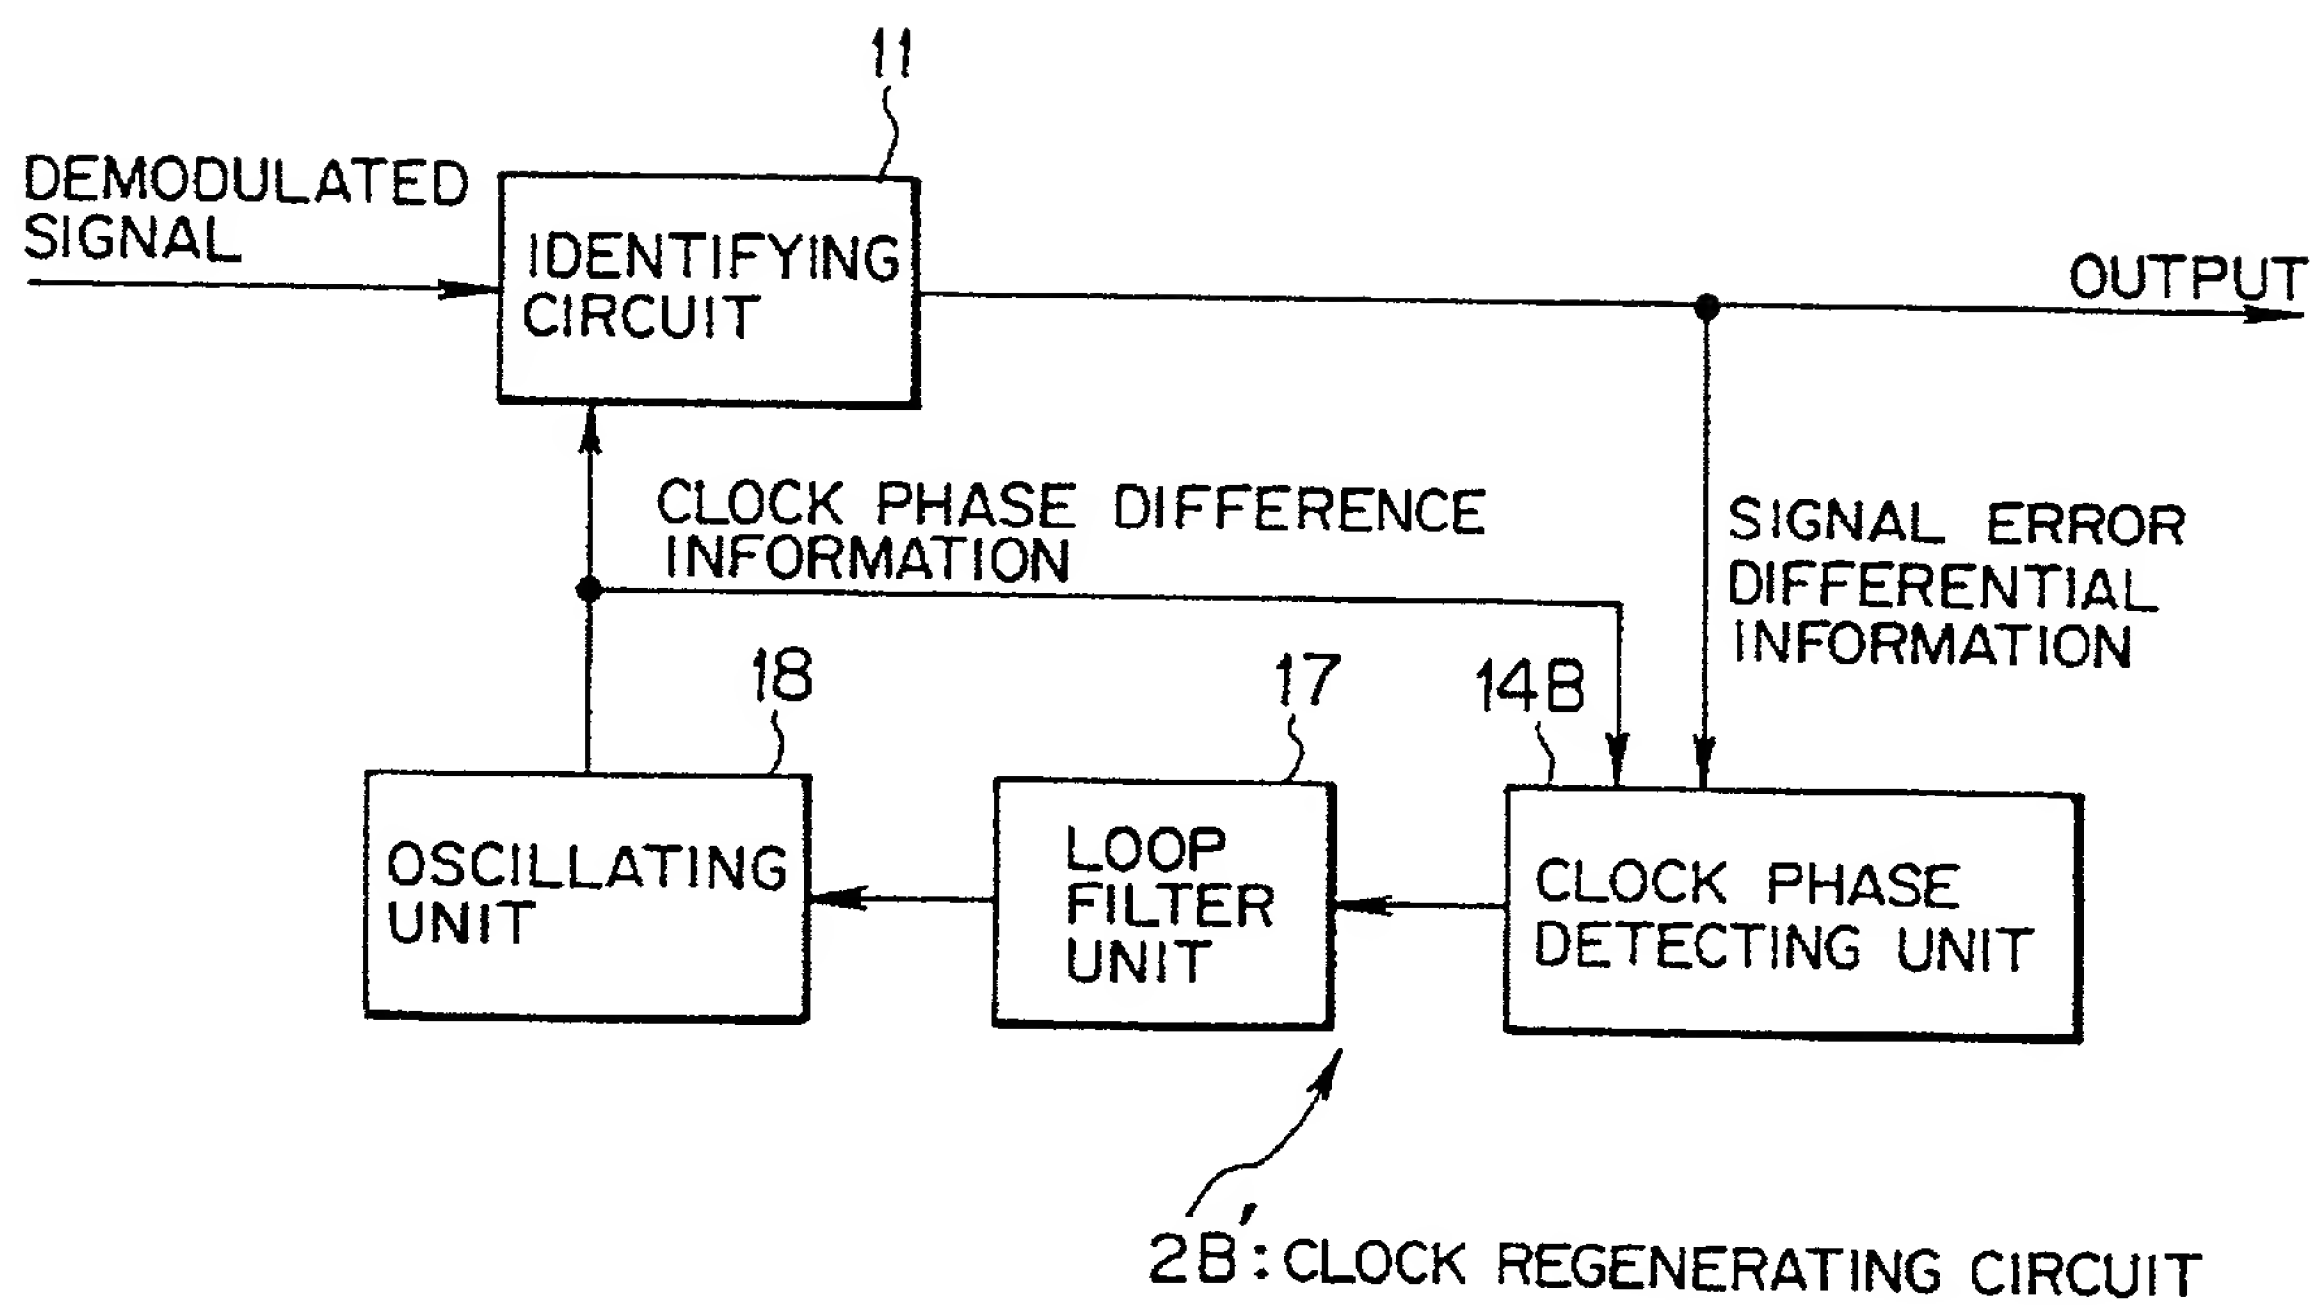 11
DEMODULATED
SIGNAL
IDENTIFYING
CIRCUIT
OUTPUT
CLOCK PHASE DIFFERENCE
INFORMATION
SIGNAL ERROR
DIFFERENTIAL
INFORMATION
18
17
14B
OSCILLATING
UNIT
LOOP
FILTER
UNIT
CLOCK PHASE
DETECTING UNIT
2B′: CLOCK REGENERATING CIRCUIT